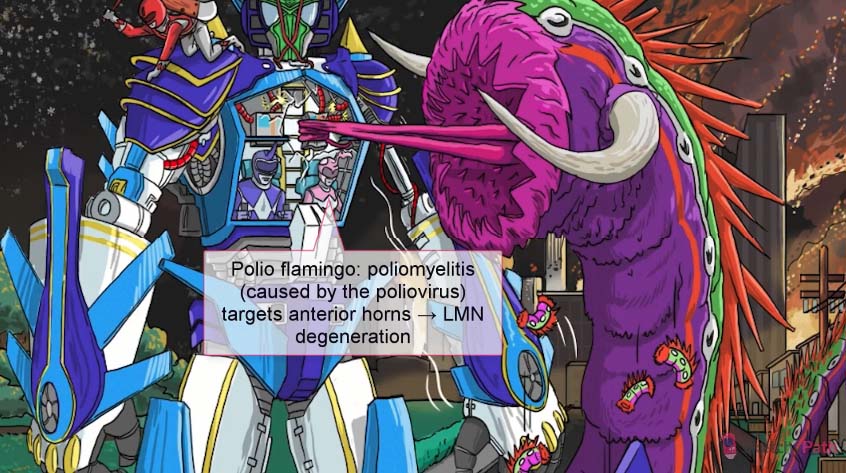 Polio flamingo: poliomyelitis
(caused by the poliovirus)
targets anterior horns → LMN
degeneration